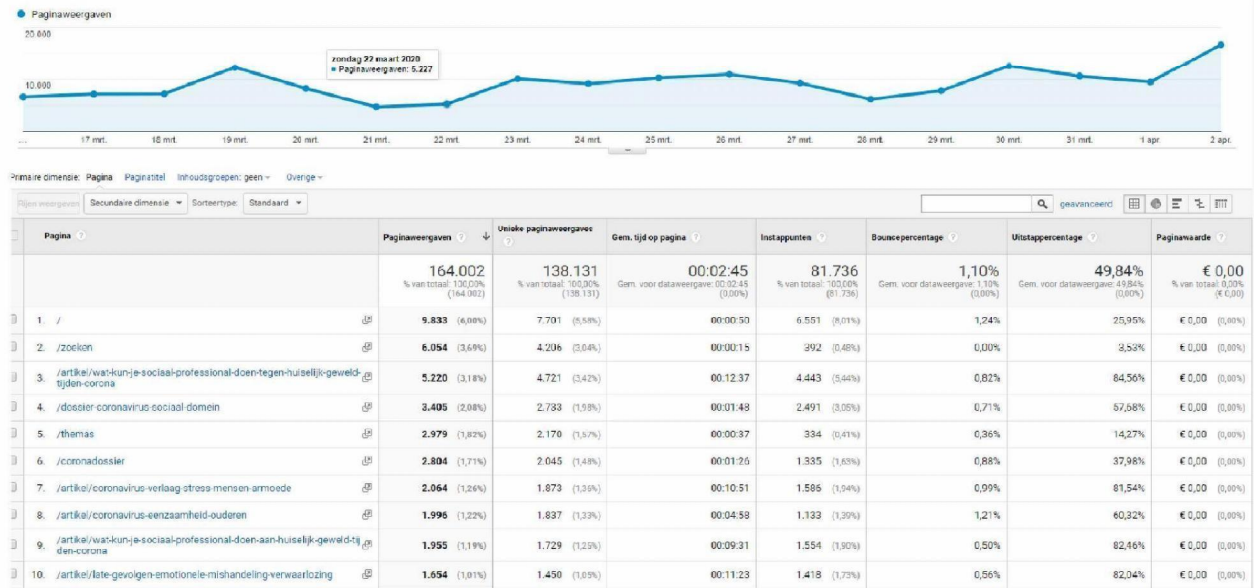 Paginaweergaven
20.000
10.000
zondag 22 maart 2020
Paginaweergaven: 5.227
... 17 mrt. 18 mrt. 19 mrt. 20 mrt. 21 mrt. 22 mrt. 23 mrt. 24 mrt. 25 mrt. 26 mrt. 27 mrt. 28 mrt. 29 mrt. 30 mrt. 31 mrt. 1 apr. 2 apr.
Primaire dimensie: Pagina Paginatitel Inhoudsgroepen: geen Overige
Rijen weergeven Secundaire dimensie Sorteertype: Standaard geavanceerd
Pagina Paginaweergaven Unieke paginaweergaves Gem. tijd op pagina Instappunten Bouncepercentage Uitstappercentage Paginawaarde
164.002 138.131 00:02:45 81.736 1,10% 49,84% € 0,00
% van totaal: 100,00% % van totaal: 100,00% Gem. voor dataweergave: 00:02:45 % van totaal: 100,00% Gem. voor dataweergave: 1,10% Gem. voor dataweergave: 49,84% % van totaal: 0,00%
(164.002) (138.131) (0,00%) (81.736) (0,00%) (0,00%) (€ 0,00)
1. / 9.833 (6,00%) 7.701 (5,58%) 00:00:50 6.551 (8,01%) 1,24% 25,95% € 0,00 (0,00%)
2. /zoeken 6.054 (3,69%) 4.206 (3,04%) 00:00:15 392 (0,48%) 0,00% 3,53% € 0,00 (0,00%)
3. /artikel/wat-kun-je-sociaal-professional-doen-tegen-huiselijk-geweld-
tijden-corona 5.220 (3,18%) 4.721 (3,42%) 00:12:37 4.443 (5,44%) 0,82% 84,56% € 0,00 (0,00%)
4. /dossier-coronavirus-sociaal-domein 3.405 (2,08%) 2.733 (1,98%) 00:01:48 2.491 (3,05%) 0,71% 57,68% € 0,00 (0,00%)
5. /themas 2.979 (1,82%) 2.170 (1,57%) 00:00:37 334 (0,41%) 0,36% 14,27% € 0,00 (0,00%)
6. /coronadossier 2.804 (1,71%) 2.045 (1,48%) 00:01:26 1.335 (1,63%) 0,88% 37,98% € 0,00 (0,00%)
7. /artikel/coronavirus-verlaag-stress-mensen-armoede 2.064 (1,26%) 1.873 (1,36%) 00:10:51 1.586 (1,94%) 0,99% 81,54% € 0,00 (0,00%)
8. /artikel/coronavirus-eenzaamheid-ouderen 1.996 (1,22%) 1.837 (1,33%) 00:04:58 1.133 (1,39%) 1,21% 60,32% € 0,00 (0,00%)
9. /artikel/wat-kun-je-sociaal-professional-doen-aan-huiselijk-geweld-tij
den-corona 1.955 (1,19%) 1.729 (1,25%) 00:09:31 1.554 (1,90%) 0,50% 82,46% € 0,00 (0,00%)
10. /artikel/late-gevolgen-emotionele-mishandeling-verwaarlozing 1.654 (1,01%) 1.450 (1,05%) 00:11:23 1.418 (1,73%) 0,56% 82,04% € 0,00 (0,00%)